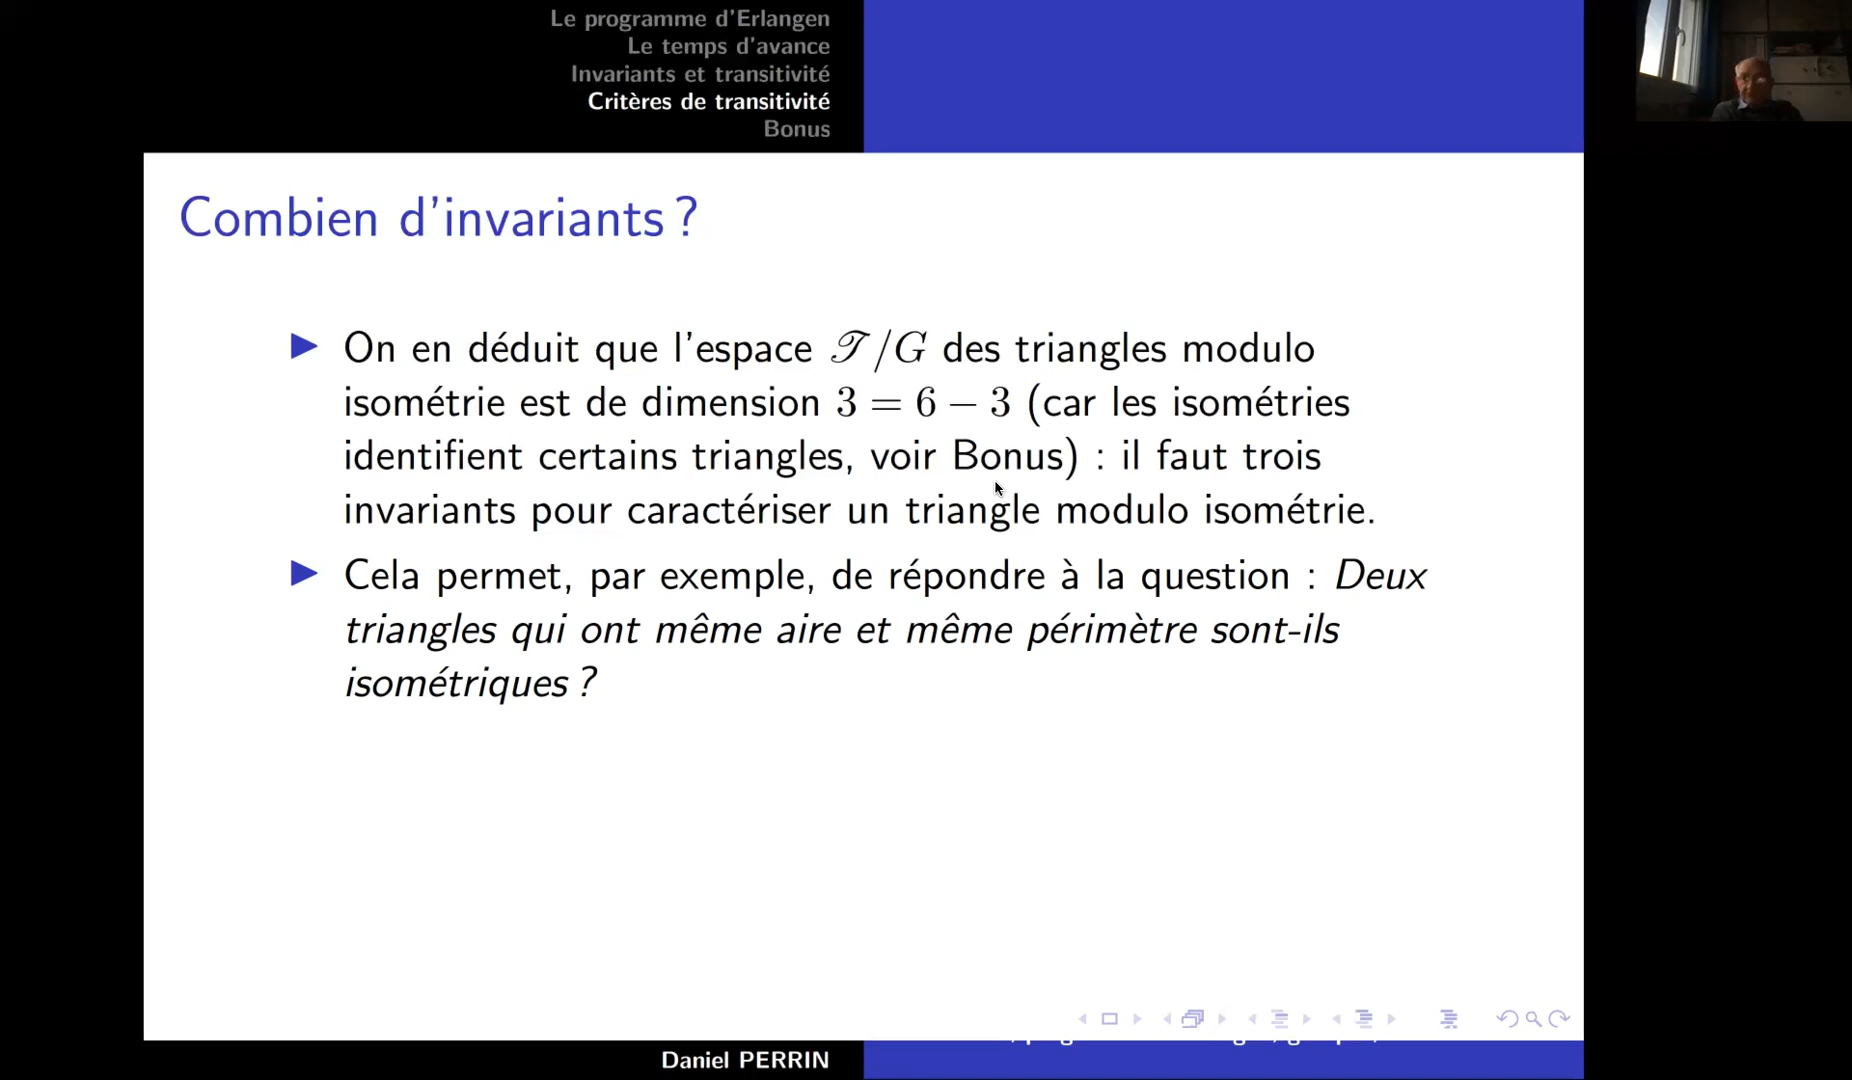 Le programme d'Erlangen
Le temps d'avance
Invariants et transitivité
Critères de transitivité
Bonus
Combien d'invariants ?
On en déduit que l'espace 𝒯/G des triangles modulo
isométrie est de dimension 3 = 6 − 3 (car les isométries
identifient certains triangles, voir Bonus) : il faut trois
invariants pour caractériser un triangle modulo isométrie.
Cela permet, par exemple, de répondre à la question : Deux
triangles qui ont même aire et même périmètre sont-ils
isométriques ?
Daniel PERRIN